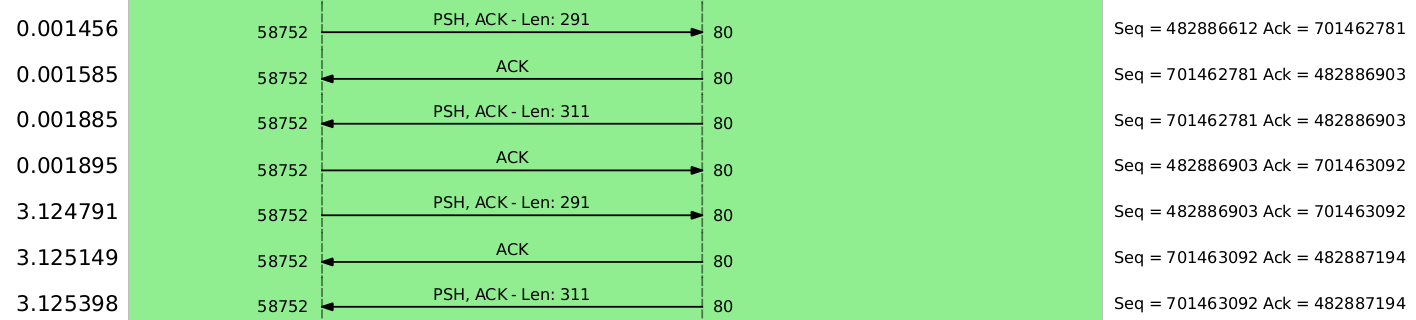 0.001456 58752 PSH, ACK - Len: 291 80 Seq = 482886612 Ack = 701462781
0.001585 58752 ACK 80 Seq = 701462781 Ack = 482886903
0.001885 58752 PSH, ACK - Len: 311 80 Seq = 701462781 Ack = 482886903
0.001895 58752 ACK 80 Seq = 482886903 Ack = 701463092
3.124791 58752 PSH, ACK - Len: 291 80 Seq = 482886903 Ack = 701463092
3.125149 58752 ACK 80 Seq = 701463092 Ack = 482887194
3.125398 58752 PSH, ACK - Len: 311 80 Seq = 701463092 Ack = 482887194